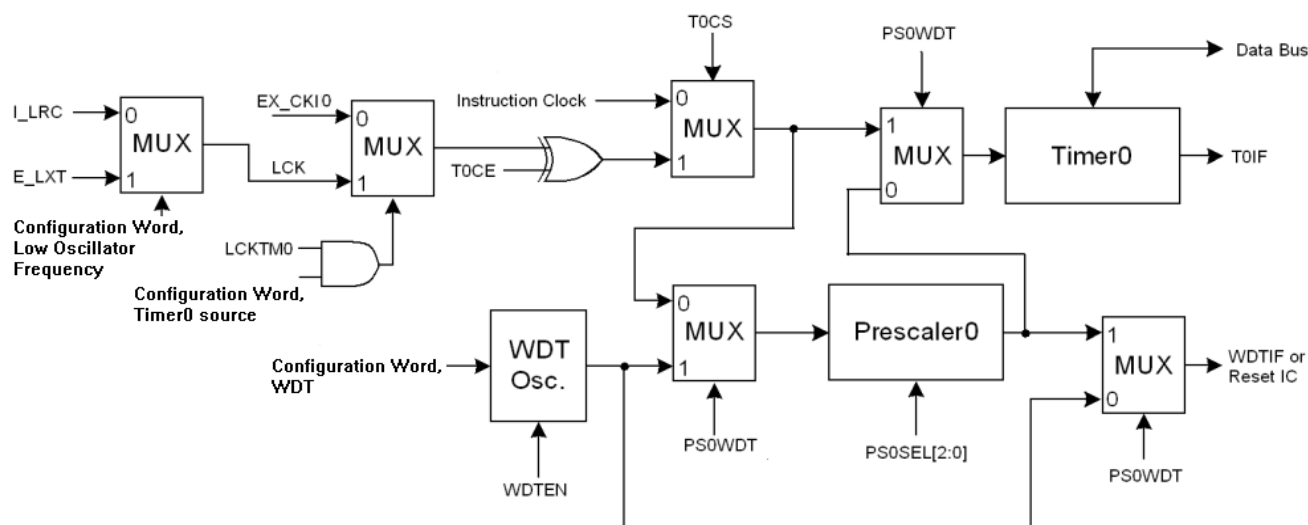 T0CS
PS0WDT
Data Bus
I_LRC
0
MUX
1
E_LXT
Configuration Word,
Low Oscillator
Frequency
EX_CKI0
LCK
0
MUX
1
LCKTM0
Configuration Word,
Timer0 source
T0CE
Instruction Clock
0
MUX
1
1
MUX
0
Timer0
T0IF
Configuration Word,
WDT
WDT
Osc.
WDTEN
0
MUX
1
PS0WDT
Prescaler0
PS0SEL[2:0]
1
MUX
0
PS0WDT
WDTIF or
Reset IC